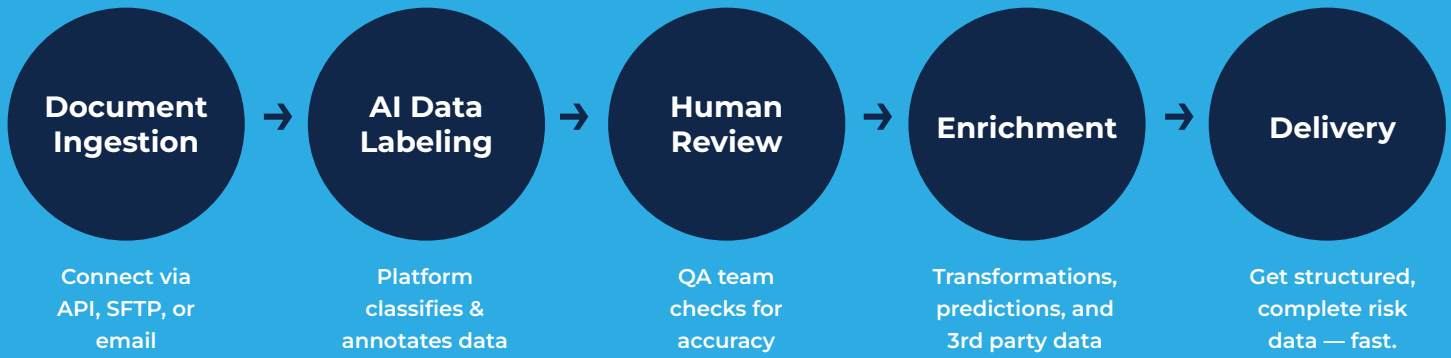 Document
Ingestion
AI Data
Labeling
Human
Review
Enrichment
Delivery
Connect via
API, SFTP, or
email
Platform
classifies &
annotates data
QA team
checks for
accuracy
Transformations,
predictions, and
3rd party data
Get structured,
complete risk
data — fast.